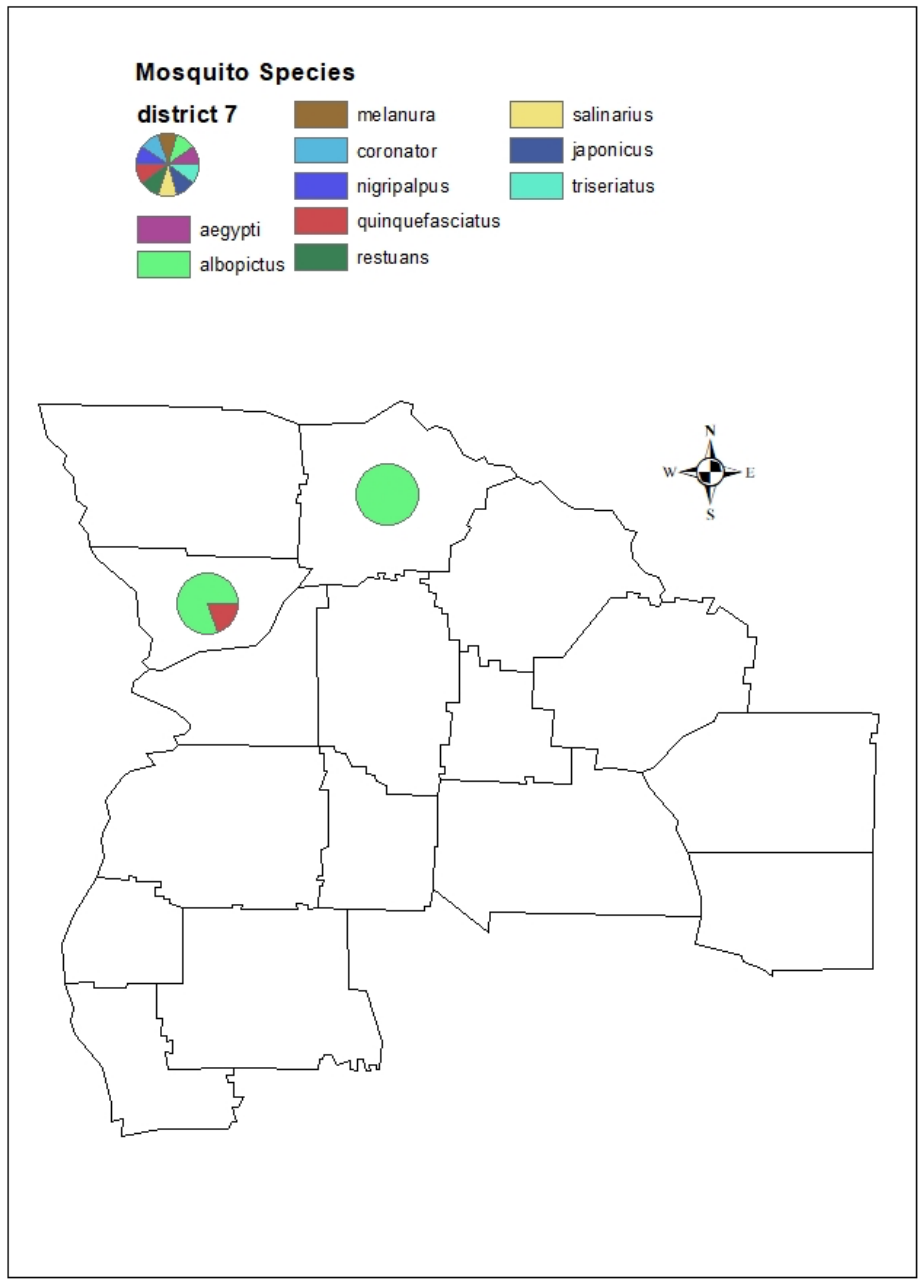 Mosquito Species
district 7
aegypti
albopictus
melanura
coronator
nigripalpus
quinquefasciatus
restuans
salinarius
japonicus
triseriatus
N
W
E
S